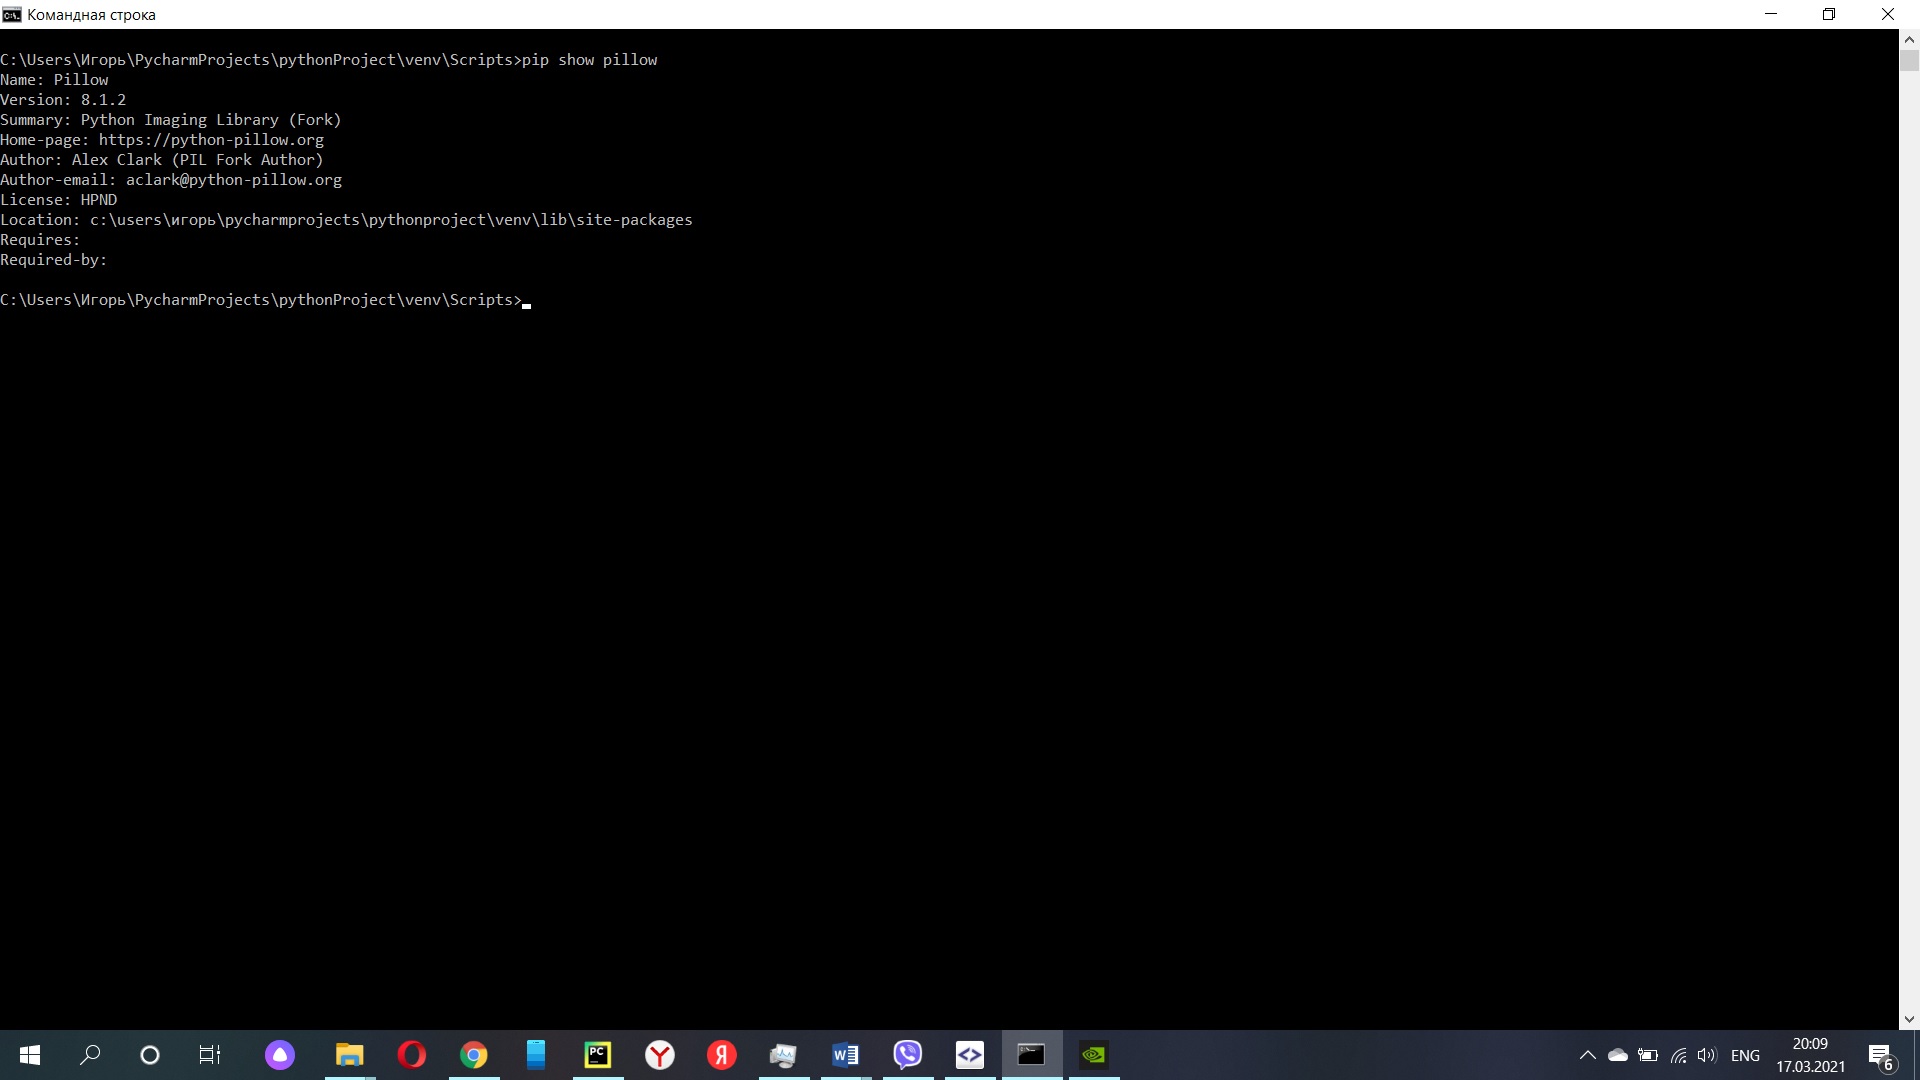 Командная строка
C:\Users\Игорь\PycharmProjects\pythonProject\venv\Scripts>pip show pillow
Name: Pillow
Version: 8.1.2
Summary: Python Imaging Library (Fork)
Home-page: https://python-pillow.org
Author: Alex Clark (PIL Fork Author)
Author-email: aclark@python-pillow.org
License: HPND
Location: c:\users\игорь\pycharmprojects\pythonproject\venv\lib\site-packages
Requires:
Required-by:
C:\Users\Игорь\PycharmProjects\pythonProject\venv\Scripts>
PC
Y
Я
W
ENG
20:09
17.03.2021
6